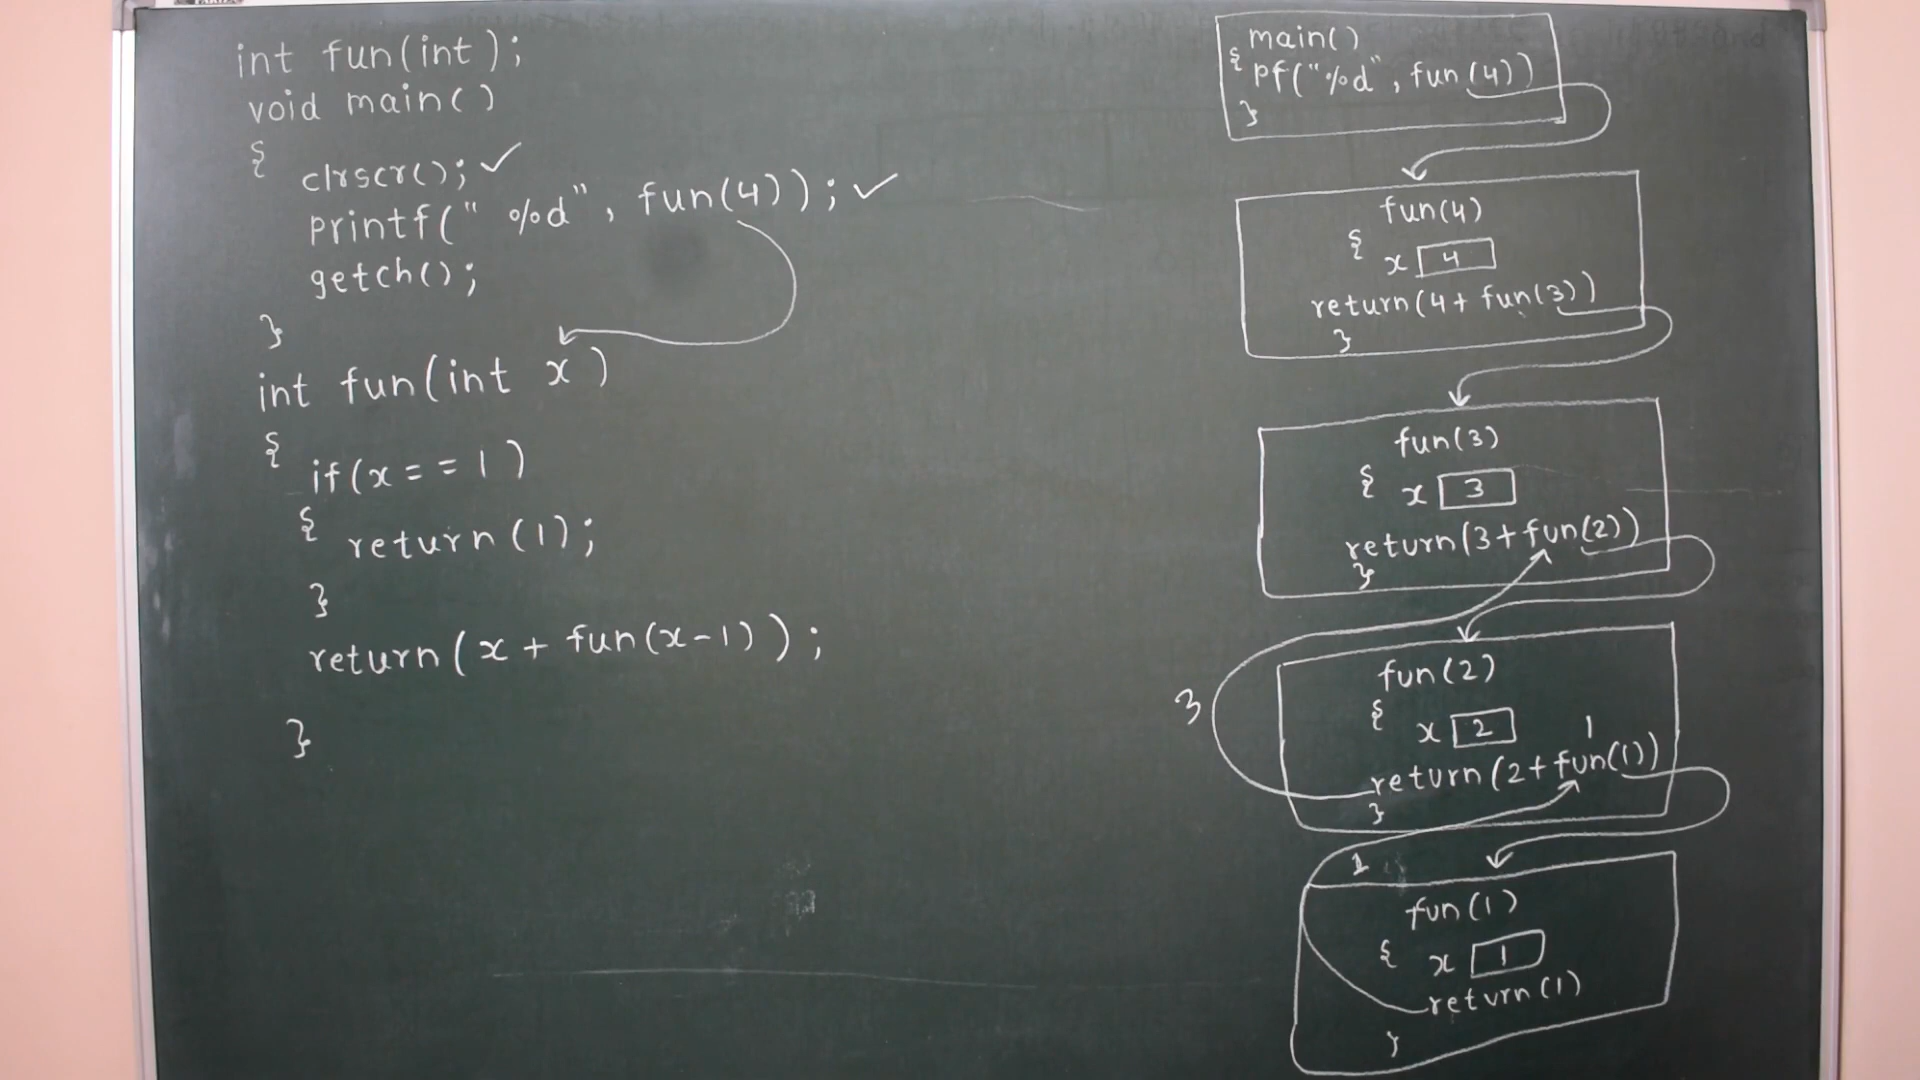 int fun(int);
void main()
{
clrscr(); ✓
printf(" %d", fun(4)); ✓
getch();
}
int fun(int x)
{
if(x==1)
{ return(1);
}
return(x + fun(x-1));
}
main()
{ pf("%d", fun(4))
}
fun(4)
{
x 4
return(4+ fun(3))
}
fun(3)
{ x 3
return(3+fun(2))
}
3
fun(2)
{
x 2
1
return(2+fun(1))
}
1
fun(1)
{ x 1
return(1)
}